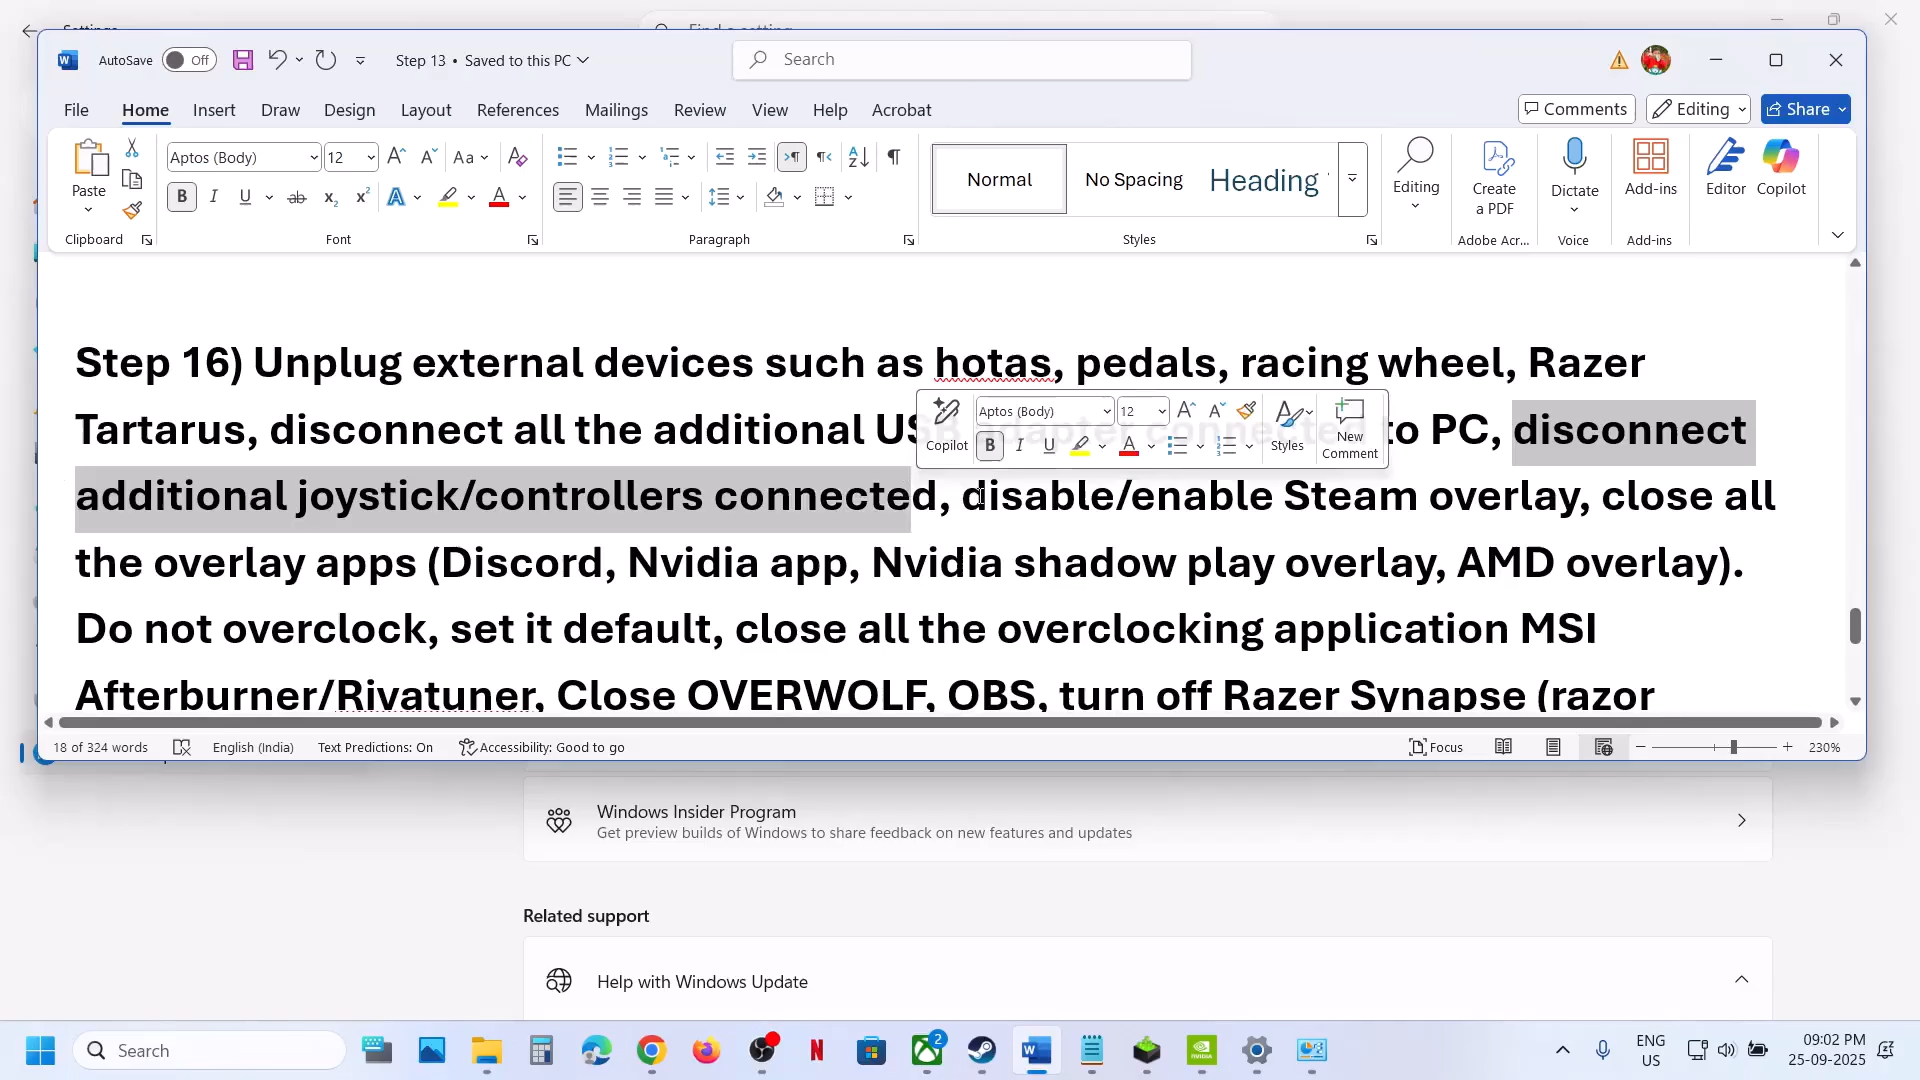 Settings
Find a setting
AutoSave Off Step 13 • Saved to this PC Search
File Home Insert Draw Design Layout References Mailings Review View Help Acrobat Comments Editing Share
Paste Aptos (Body) 12 Normal No Spacing Heading Editing Create a PDF Dictate Add-ins Editor Copilot
Clipboard Font Paragraph Styles Adobe Acr... Voice Add-ins
Step 16) Unplug external devices such as hotas, pedals, racing wheel, Razer
Tartarus, disconnect all the additional USB adapter connected to PC, disconnect
additional joystick/controllers connected, disable/enable Steam overlay, close all
the overlay apps (Discord, Nvidia app, Nvidia shadow play overlay, AMD overlay).
Do not overclock, set it default, close all the overclocking application MSI
Afterburner/Rivatuner, Close OVERWOLF, OBS, turn off Razer Synapse (razor
Aptos (Body) 12
Copilot Styles New Comment
18 of 324 words English (India) Text Predictions: On Accessibility: Good to go Focus 230%
Windows Insider Program
Get preview builds of Windows to share feedback on new features and updates
Related support
Help with Windows Update
Search 2 ENG US 09:02 PM 25-09-2025